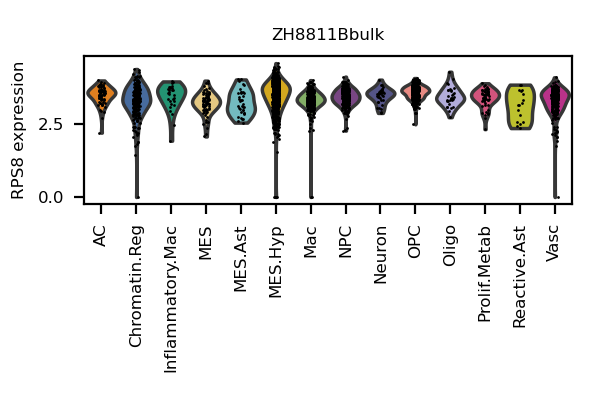 ZH8811Bbulk
RPS8 expression
2.5
0.0
AC
Chromatin.Reg
Inflammatory.Mac
MES
MES.Ast
MES.Hyp
Mac
NPC
Neuron
OPC
Oligo
Prolif.Metab
Reactive.Ast
Vasc